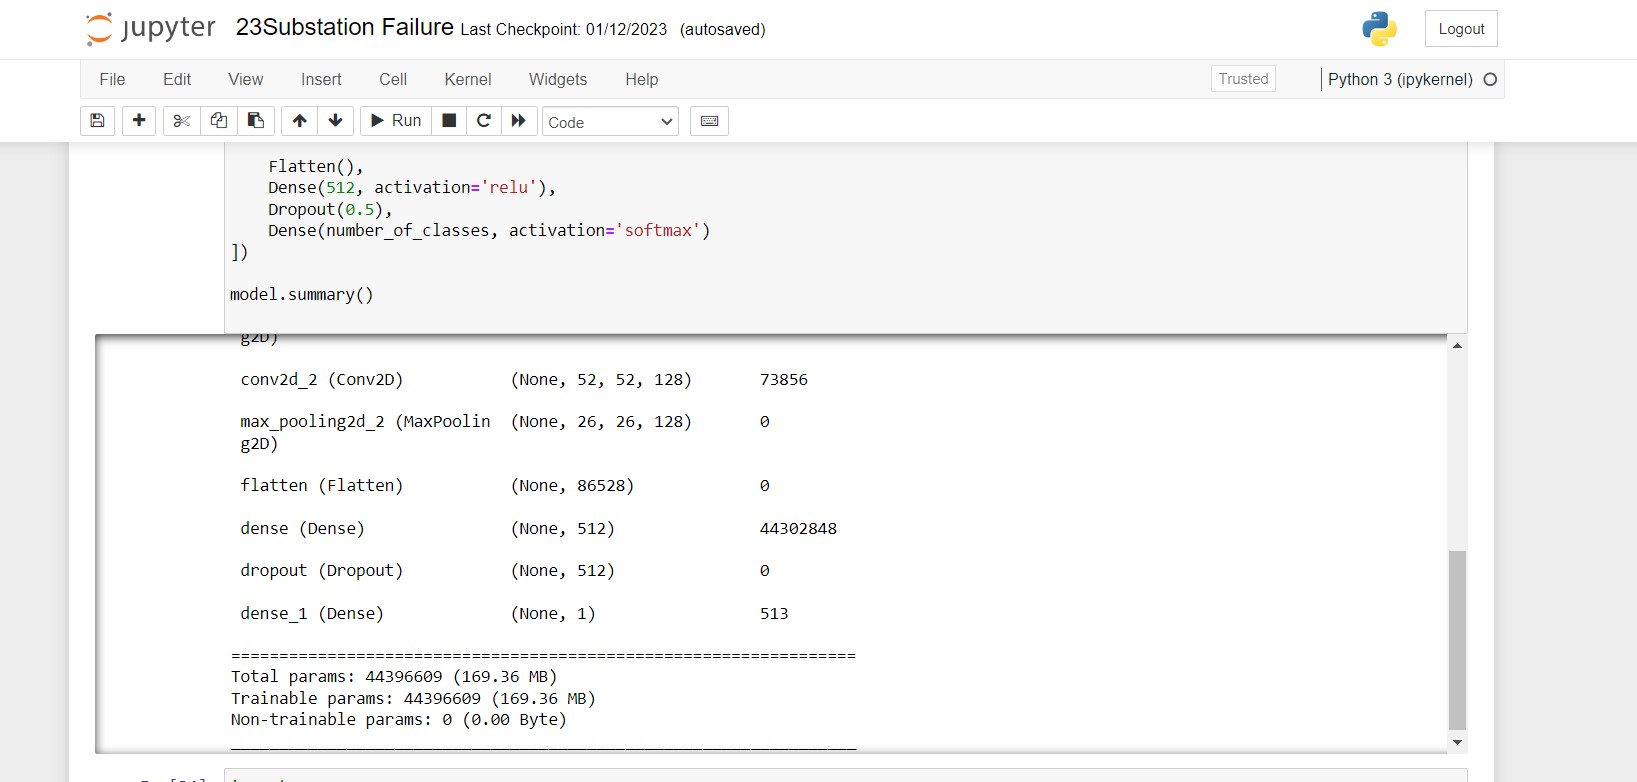 jupyter 23Substation Failure Last Checkpoint: 01/12/2023 (autosaved)
Logout
File Edit View Insert Cell Kernel Widgets Help
Trusted
Python 3 (ipykernel)
Run
Code
Flatten(),
Dense(512, activation='relu'),
Dropout(0.5),
Dense(number_of_classes, activation='softmax')
])
model.summary()
g2D)
conv2d_2 (Conv2D) (None, 52, 52, 128) 73856
max_pooling2d_2 (MaxPoolin (None, 26, 26, 128) 0
g2D)
flatten (Flatten) (None, 86528) 0
dense (Dense) (None, 512) 44302848
dropout (Dropout) (None, 512) 0
dense_1 (Dense) (None, 1) 513
=================================================================
Total params: 44396609 (169.36 MB)
Trainable params: 44396609 (169.36 MB)
Non-trainable params: 0 (0.00 Byte)
_________________________________________________________________